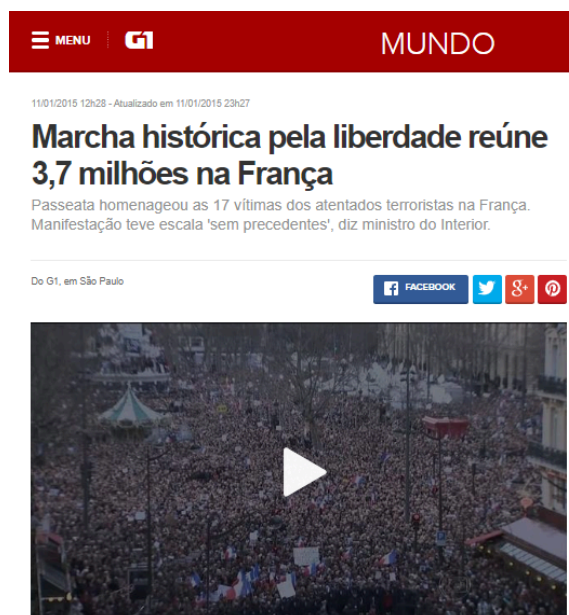 MENU G1 MUNDO
11/01/2015 12h28 - Atualizado em 11/01/2015 23h27
Marcha histórica pela liberdade reúne
3,7 milhões na França
Passeata homenageou as 17 vítimas dos atentados terroristas na França.
Manifestação teve escala 'sem precedentes', diz ministro do Interior.
Do G1, em São Paulo
FACEBOOK